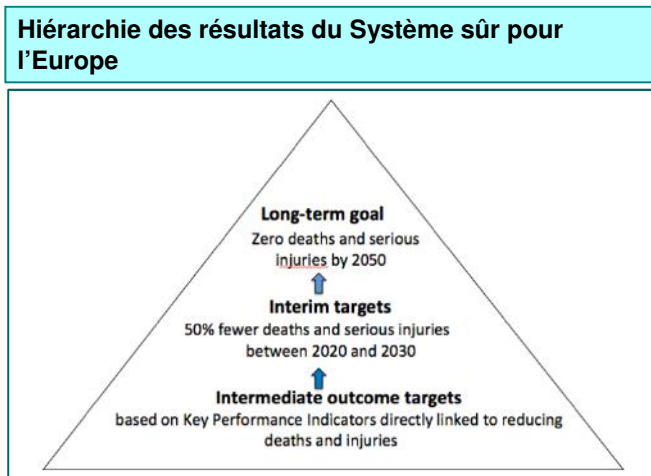 Hiérarchie des résultats du Système sûr pour
l’Europe
Long-term goal
Zero deaths and serious
injuries by 2050
Interim targets
50% fewer deaths and serious injuries
between 2020 and 2030
Intermediate outcome targets
based on Key Performance Indicators directly linked to reducing
deaths and injuries